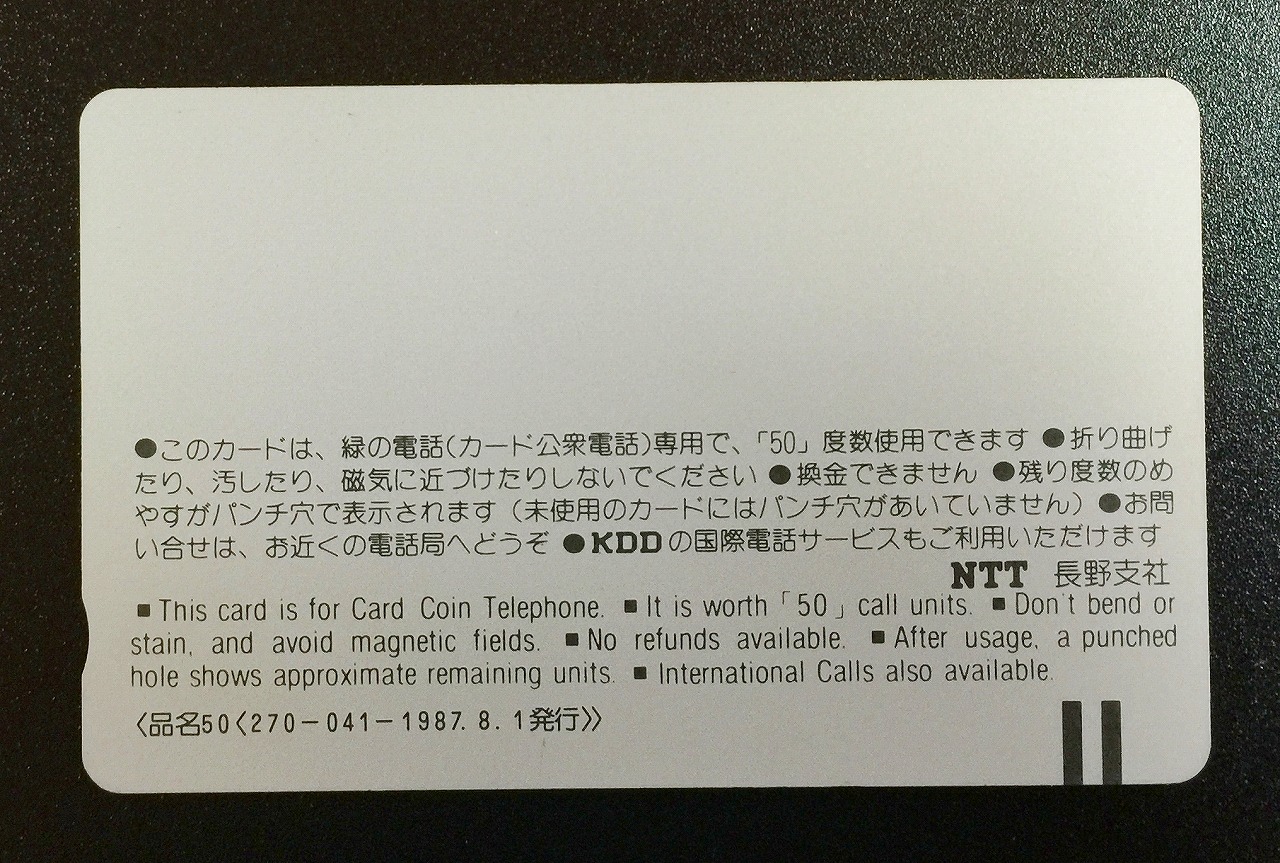 ●このカードは、緑の電話(カード公衆電話)専用で、「50」度数使用できます ●折り曲げ
たり、汚したり、磁気に近づけたりしないでください ●換金できません ●残り度数のめ
やすがパンチ穴で表示されます(未使用のカードにはパンチ穴があいていません) ●お問
い合せは、お近くの電話局へどうぞ ●KDDの国際電話サービスもご利用いただけます
NTT 長野支社
■This card is for Card Coin Telephone. ■It is worth「50」call units. ■Don't bend or
stain, and avoid magnetic fields. ■No refunds available. ■After usage, a punched
hole shows approximate remaining units. ■International Calls also available.
〈品名50〈270-041-1987. 8. 1発行〉〉